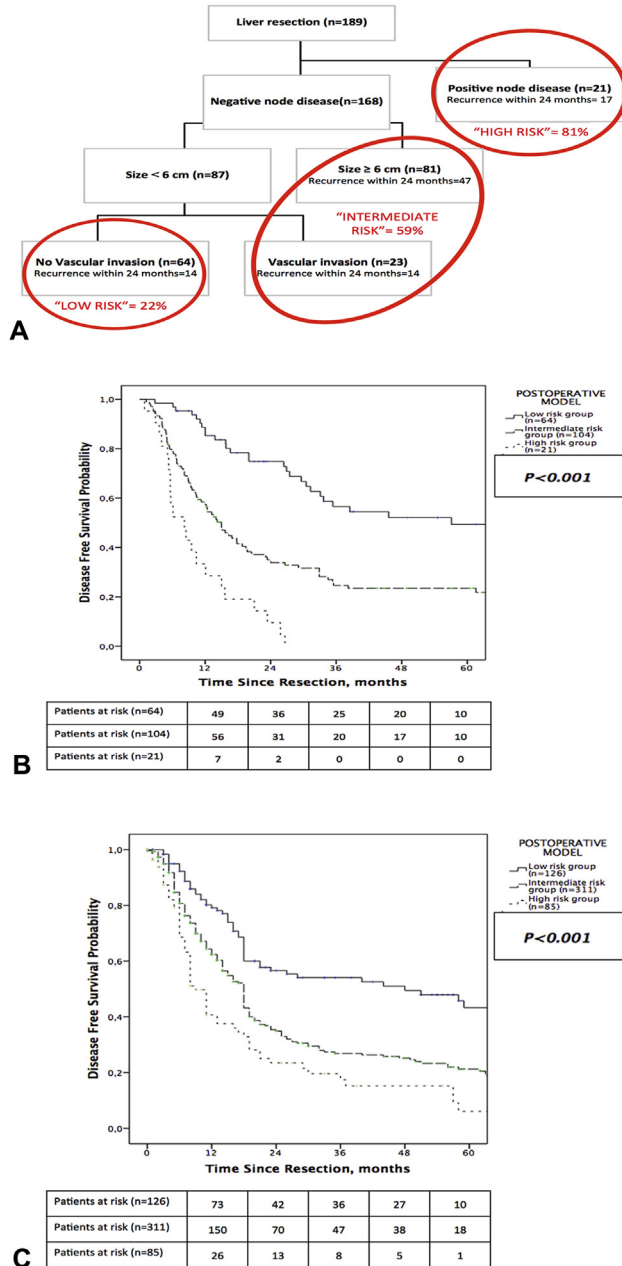 Liver resection (n=189)
Positive node disease (n=21)
Recurrence within 24 months= 17
"HIGH RISK"= 81%
Negative node disease(n=168)
Size < 6 cm (n=87)
Size ≥ 6 cm (n=81)
Recurrence within 24 months=47
"INTERMEDIATE
RISK"= 59%
No Vascular invasion (n=64)
Recurrence within 24 months=14
"LOW RISK"= 22%
Vascular invasion (n=23)
Recurrence within 24 months=14
A
POSTOPERATIVE
MODEL
Low risk group
(n=64)
Intermediate risk
group (n=104)
High risk group
(n=21)
P<0.001
Disease Free Survival Probability
1,0
0,8
0,6
0,4
0,2
0,0
0 12 24 36 48 60
Time Since Resection, months
Patients at risk (n=64) 49 36 25 20 10
Patients at risk (n=104) 56 31 20 17 10
Patients at risk (n=21) 7 2 0 0 0
B
POSTOPERATIVE
MODEL
Low risk group
(n=126)
Intermediate risk
group (n=311)
High risk group
(n=85)
P<0.001
Disease Free Survival Probability
1,0
0,8
0,6
0,4
0,2
0,0
0 12 24 36 48 60
Time Since Resection, months
Patients at risk (n=126) 73 42 36 27 10
Patients at risk (n=311) 150 70 47 38 18
Patients at risk (n=85) 26 13 8 5 1
C